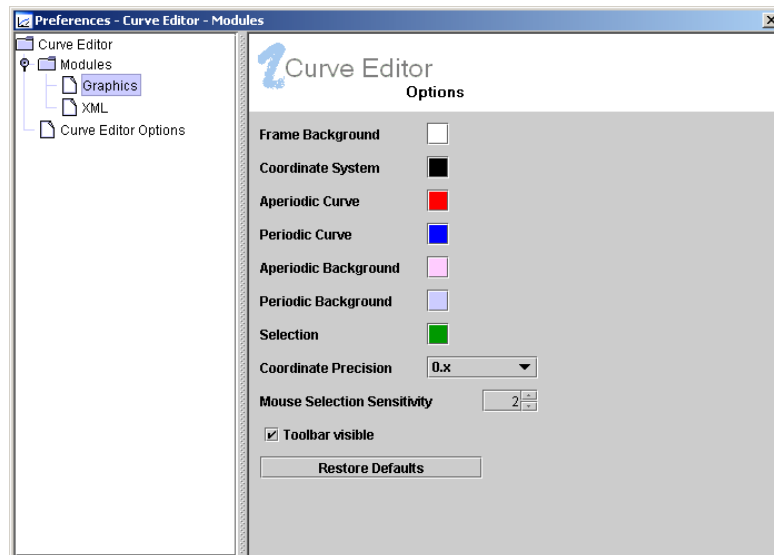 Preferences - Curve Editor - Modules
Curve Editor
Modules
Graphics
XML
Curve Editor Options
Curve Editor
Options
Frame Background
Coordinate System
Aperiodic Curve
Periodic Curve
Aperiodic Background
Periodic Background
Selection
Coordinate Precision 0.x
Mouse Selection Sensitivity 2
Toolbar visible
Restore Defaults